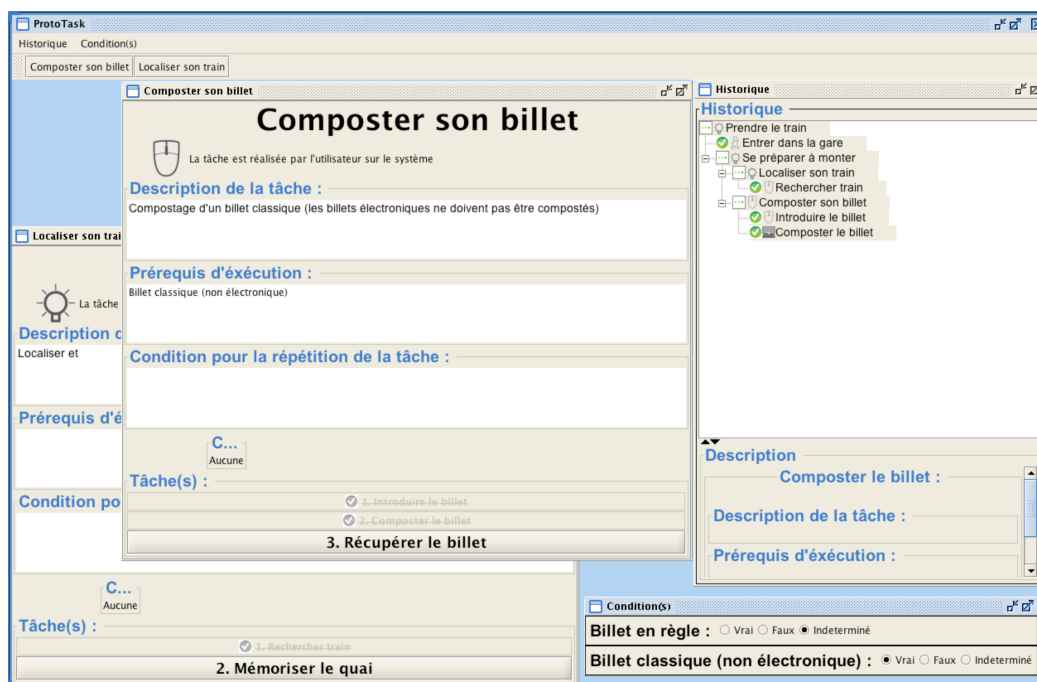 ProtoTask
Historique Condition(s)
Composter son billet Localiser son train
Composter son billet
Composter son billet
La tâche est réalisée par l'utilisateur sur le système
Description de la tâche :
Compostage d'un billet classique (les billets électroniques ne doivent pas être compostés)
Prérequis d'éxécution :
Billet classique (non électronique)
Condition pour la répétition de la tâche :
C...
Aucune
Tâche(s) :
1. Introduire le billet
2. Composter le billet
3. Récupérer le billet
Localiser son trai
La tâche
Description d
Localiser et
Prérequis d'é
Condition po
C...
Aucune
Tâche(s) :
1. Rechercher train
2. Mémoriser le quai
Historique
Historique
Prendre le train
Entrer dans la gare
Se préparer à monter
Localiser son train
Rechercher train
Composter son billet
Introduire le billet
Composter le billet
Description
Composter le billet :
Description de la tâche :
Prérequis d'éxécution :
Condition(s)
Billet en règle : Vrai Faux Indeterminé
Billet classique (non électronique) : Vrai Faux Indeterminé